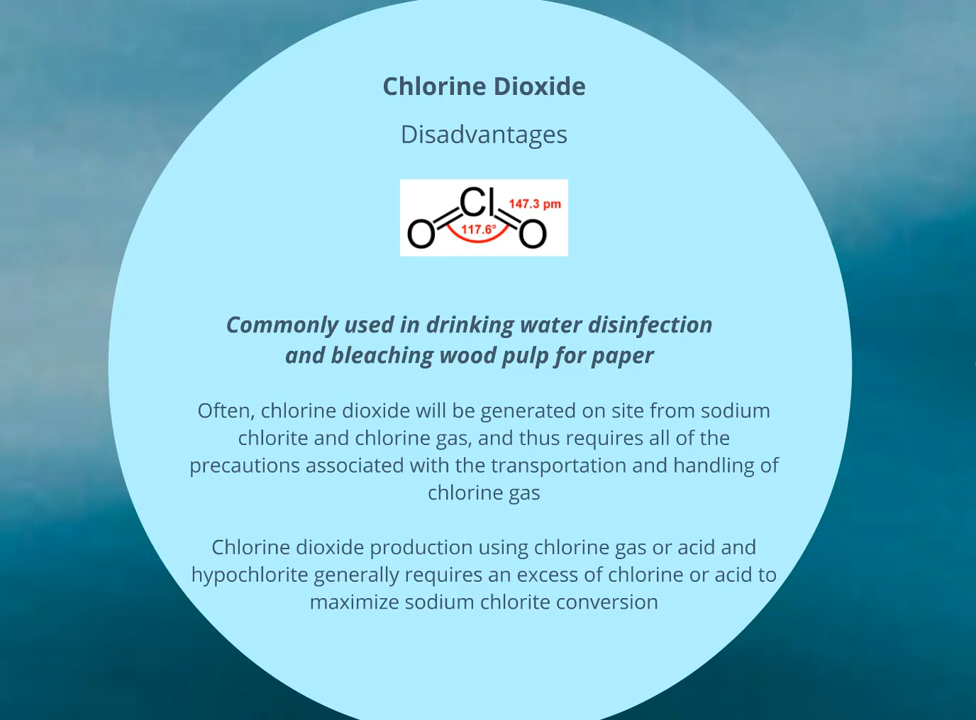 Chlorine Dioxide
Disadvantages
Cl 147.3 pm
O 117.6° O
Commonly used in drinking water disinfection
and bleaching wood pulp for paper
Often, chlorine dioxide will be generated on site from sodium
chlorite and chlorine gas, and thus requires all of the
precautions associated with the transportation and handling of
chlorine gas
Chlorine dioxide production using chlorine gas or acid and
hypochlorite generally requires an excess of chlorine or acid to
maximize sodium chlorite conversion